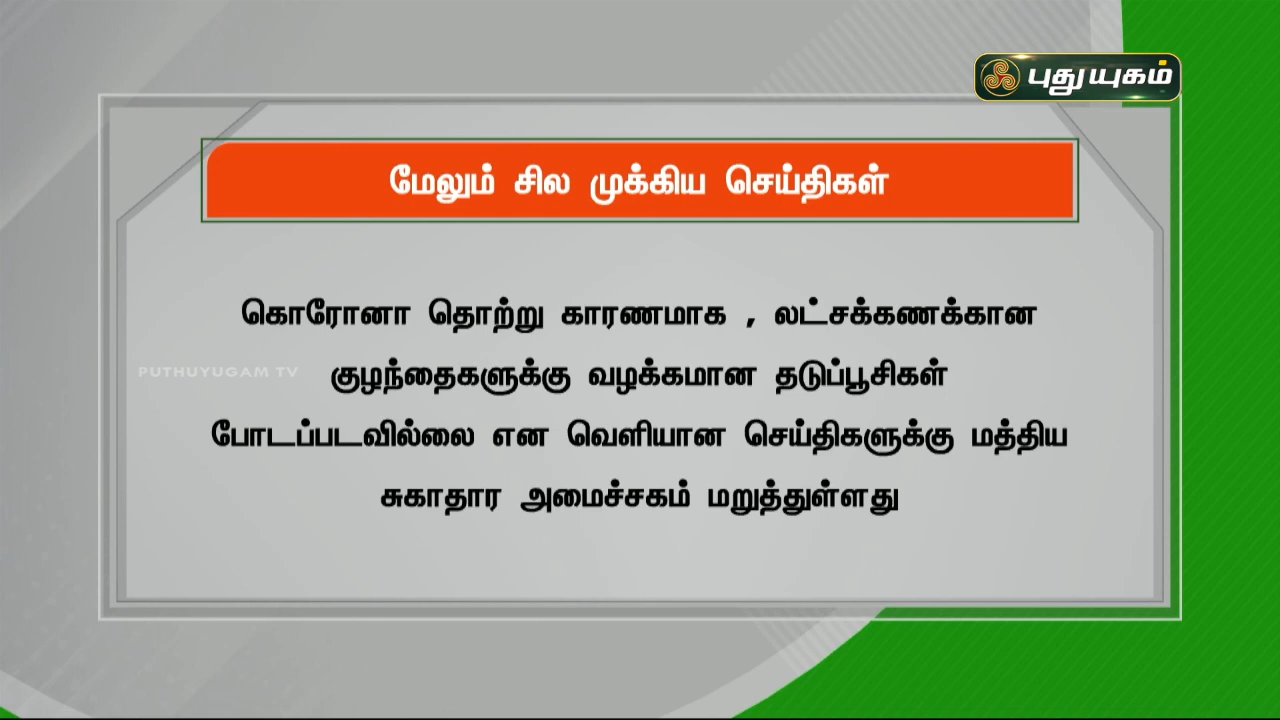 புதுயுகம்
மேலும் சில முக்கிய செய்திகள்
கொரோனா தொற்று காரணமாக , லட்சக்கணக்கான
PUTHUYUGAM TV
குழந்தைகளுக்கு வழக்கமான தடுப்பூசிகள்
போடப்படவில்லை என வெளியான செய்திகளுக்கு மத்திய
சுகாதார அமைச்சகம் மறுத்துள்ளது